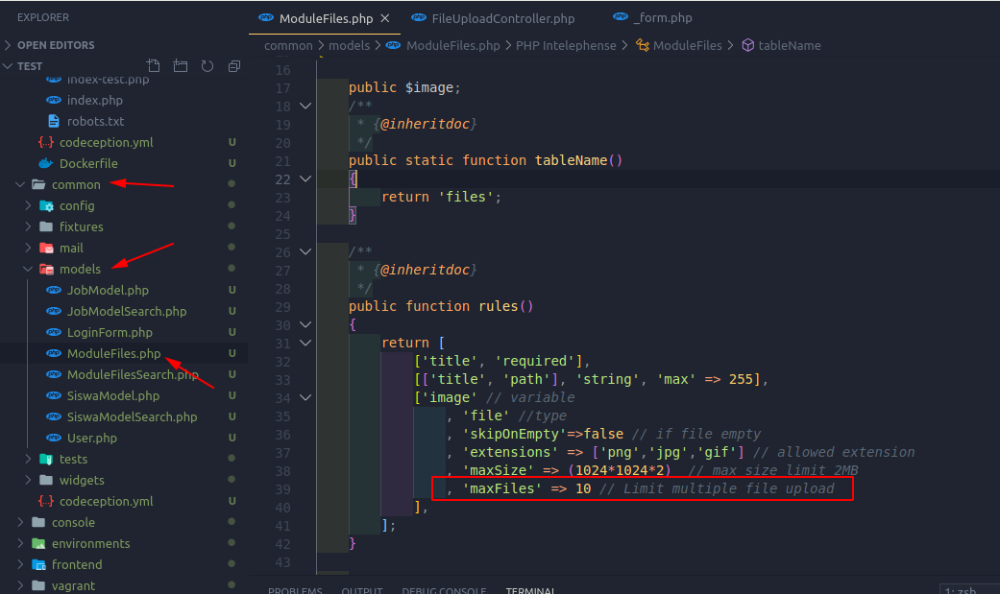 EXPLORER
OPEN EDITORS
TEST
index-test.php
index.php
robots.txt
codeception.yml U
Dockerfile U
common
config
fixtures
mail
models
JobModel.php U
JobModelSearch.php U
LoginForm.php U
ModuleFiles.php U
ModuleFilesSearch.php U
SiswaModel.php U
SiswaModelSearch.php U
User.php U
tests
widgets
codeception.yml U
console
environments
frontend
vagrant
ModuleFiles.php FileUploadController.php _form.php
common > models > ModuleFiles.php > PHP Intelephense > ModuleFiles > tableName
16
17 public $image;
18 /**
19 * {@inheritdoc}
20 */
21 public static function tableName()
22 {
23 return 'files';
24 }
25
26 /**
27 * {@inheritdoc}
28 */
29 public function rules()
30 {
31 return [
32 ['title', 'required'],
33 [['title', 'path'], 'string', 'max' => 255],
34 ['image' // variable
35 , 'file' //type
36 , 'skipOnEmpty'=>false // if file empty
37 , 'extensions' => ['png','jpg','gif'] // allowed extension
38 , 'maxSize' => (1024*1024*2) // max size limit 2MB
39 , 'maxFiles' => 10 // Limit multiple file upload
40 ],
41 ];
42 }
43
PROBLEMS OUTPUT DEBUG CONSOLE TERMINAL 1: zsh